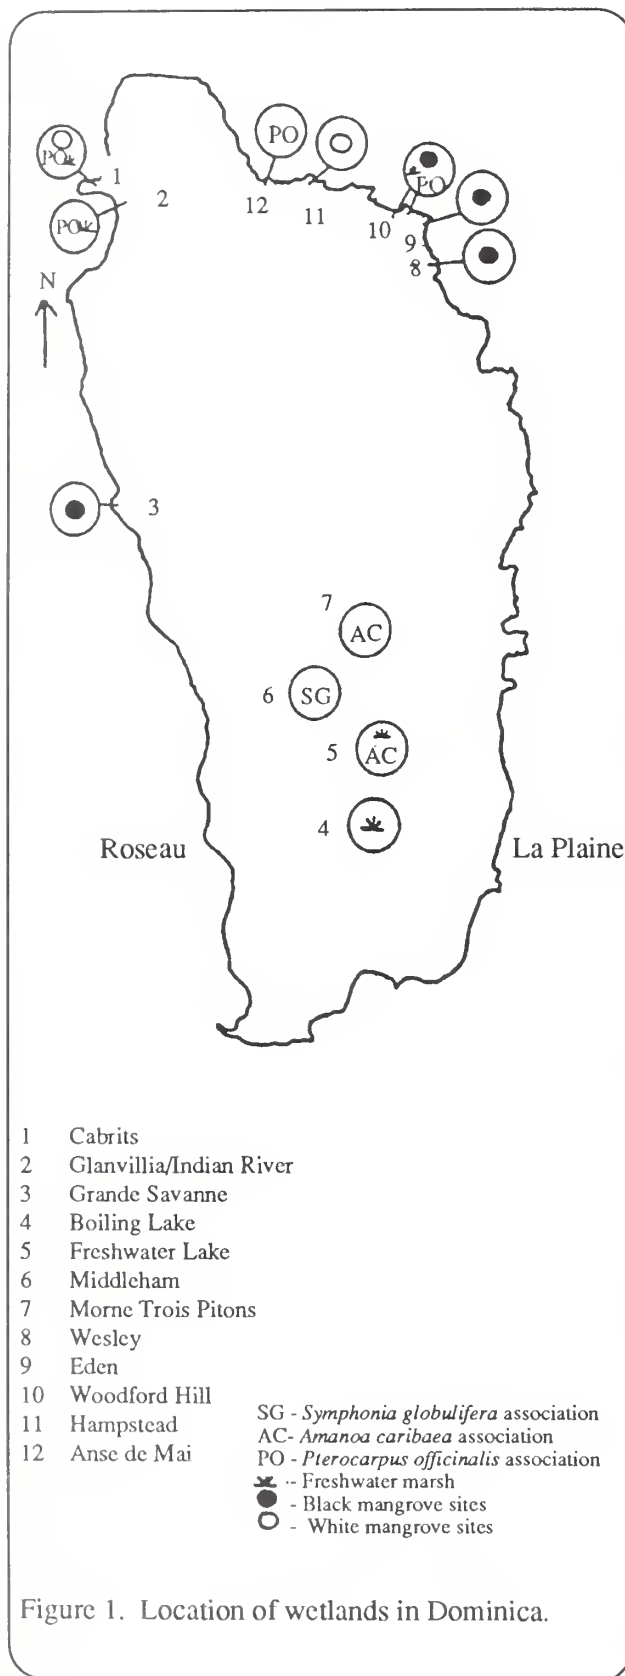 PO
1
PO
2
N
PO
12
11
PO
10
9
8
3
7
AC
6
SG
5
AC
4
Roseau
La Plaine
1 Cabrits
2 Glanvillia/Indian River
3 Grande Savanne
4 Boiling Lake
5 Freshwater Lake
6 Middleham
7 Morne Trois Pitons
8 Wesley
9 Eden
10 Woodford Hill
11 Hampstead
12 Anse de Mai
SG - Symphonia globulifera association
AC- Amanoa caribaea association
PO - Pterocarpus officinalis association
- Freshwater marsh
- Black mangrove sites
- White mangrove sites
Figure 1. Location of wetlands in Dominica.